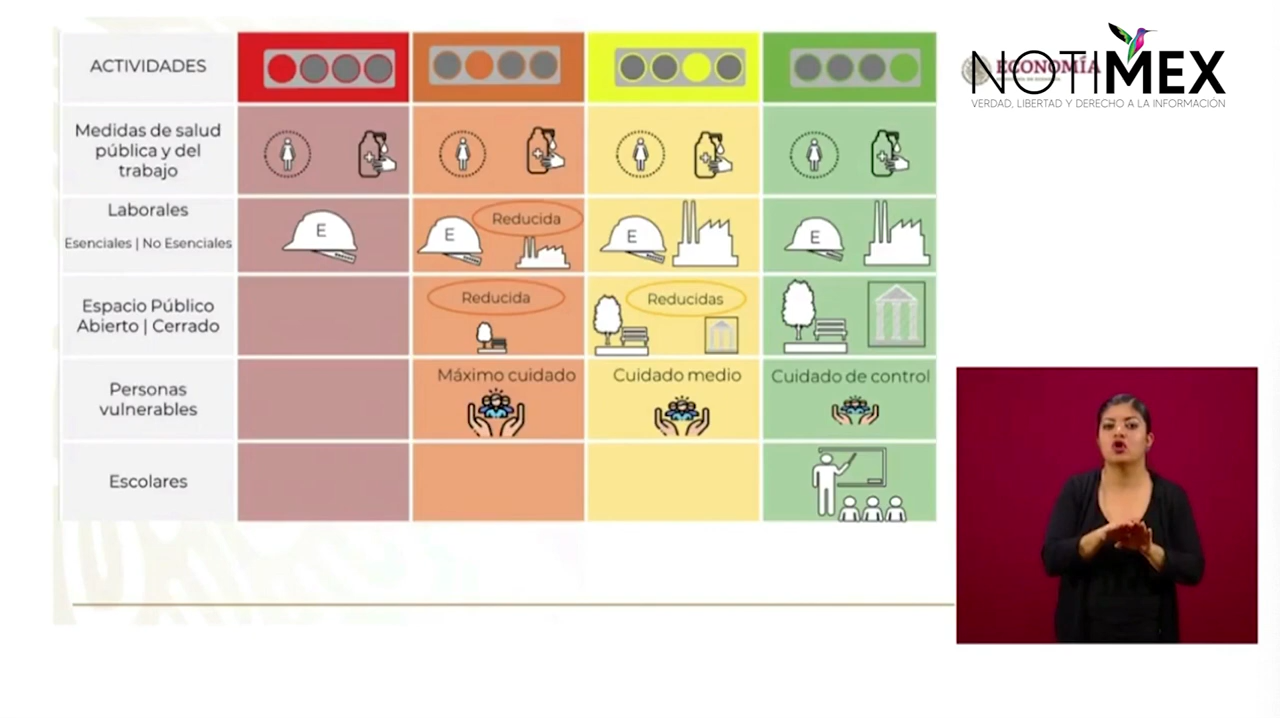 ACTIVIDADES
NOTIMEX
ECONOMÍA
VERDAD, LIBERTAD Y DERECHO A LA INFORMACIÓN
Medidas de salud
pública y del
trabajo
Laborales
Esenciales | No Esenciales
E
E
Reducida
E
E
Espacio Público
Abierto | Cerrado
Reducida
Reducidas
Personas
vulnerables
Máximo cuidado
Cuidado medio
Cuidado de control
Escolares